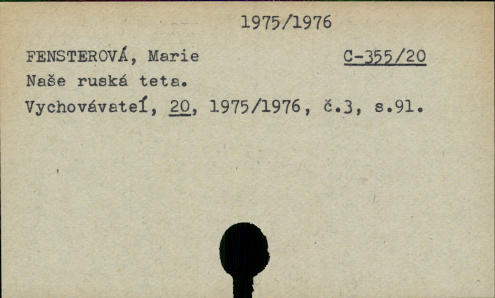 1975/1976
FENSTEROVÁ, Marie C-355/20
Naše ruská teta.
Vychovávateľ, 20, 1975/1976, č.3, s.91.